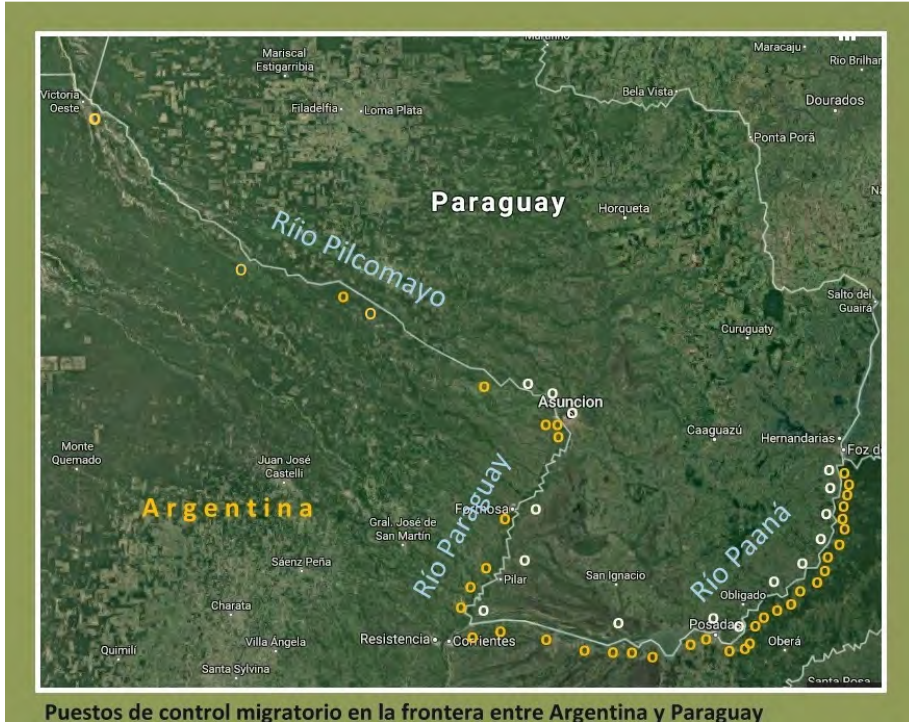 Mariscal
Estigarribia
Maracaju
Río Brilhan
Victoria
Oeste
Filadelfia
Loma Plata
Bela Vista
Dourados
Ponta Porã
Paraguay
Horqueta
Ríio Pilcomayo
Salto del
Guairá
Curuguaty
Asuncion
Caaguazú
Hernandarias
Foz d
Monte
Quemado
Juan José
Castelli
Argentina
Río Paraguay
Formosa
Gral. José de
San Martín
Río Paaná
Sáenz Peña
Pilar
San Ignacio
Obligado
Charata
Posadas
Resistencia
Corrientes
Villa Ángela
Oberá
Quimilí
Santa Sylvina
Santa Rosa
Puestos de control migratorio en la frontera entre Argentina y Paraguay